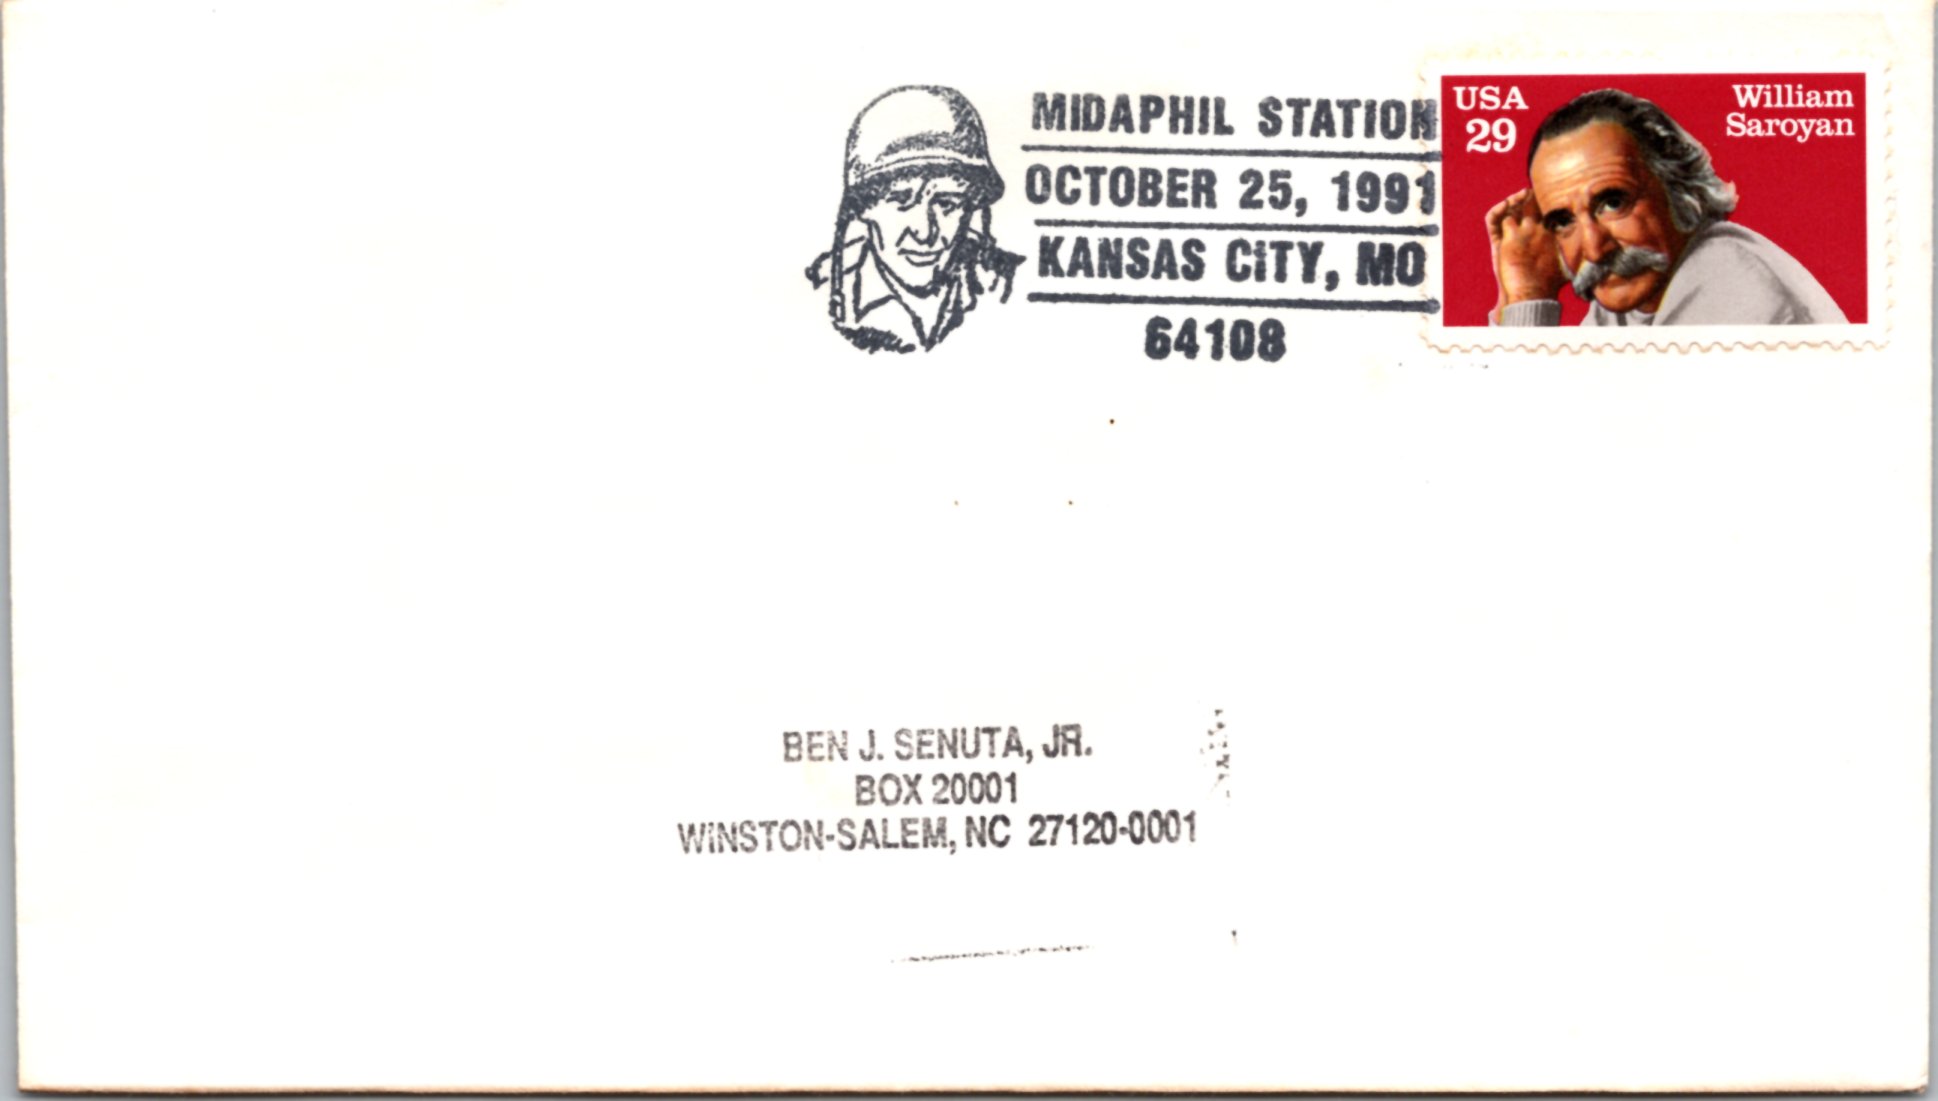 MIDAPHIL STATION
OCTOBER 25, 1991
KANSAS CITY, MO
64108
USA
29
William
Saroyan
BEN J. SENUTA, JR.
BOX 20001
WINSTON-SALEM, NC 27120-0001